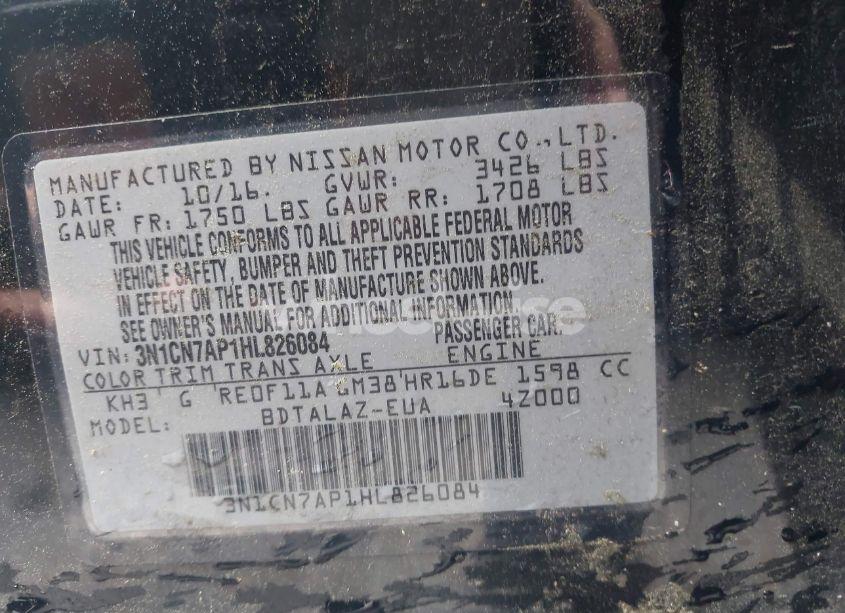 MANUFACTURED BY NISSAN MOTOR CO.,LTD.
DATE: 10/16. GVWR: 3426 LBS
GAWR FR: 1750 LBS GAWR RR: 1708 LBS
THIS VEHICLE CONFORMS TO ALL APPLICABLE FEDERAL MOTOR
VEHICLE SAFETY, BUMPER AND THEFT PREVENTION STANDARDS
IN EFFECT ON THE DATE OF MANUFACTURE SHOWN ABOVE.
SEE OWNER'S MANUAL FOR ADDITIONAL INFORMATION.
VIN: 3N1CN7AP1HL826084 PASSENGER CAR.
COLOR TRIM TRANS AXLE ENGINE
KH3 G RE0F11A GM38 HR16DE 1598 CC
MODEL: BDTALAZ-EUA 4Z000
3N1CN7AP1HL826084